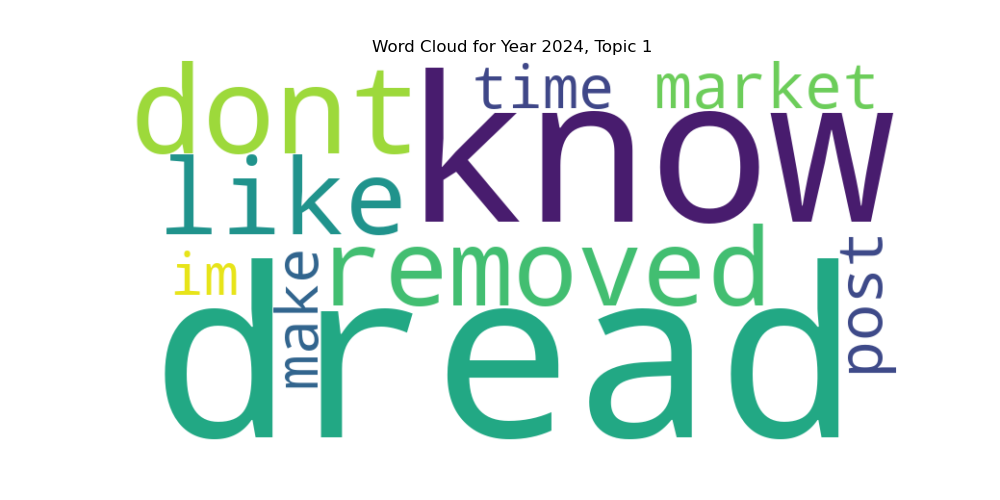 Word Cloud for Year 2024, Topic 1
dont
know
time
market
like
removed
im
make
post
dread